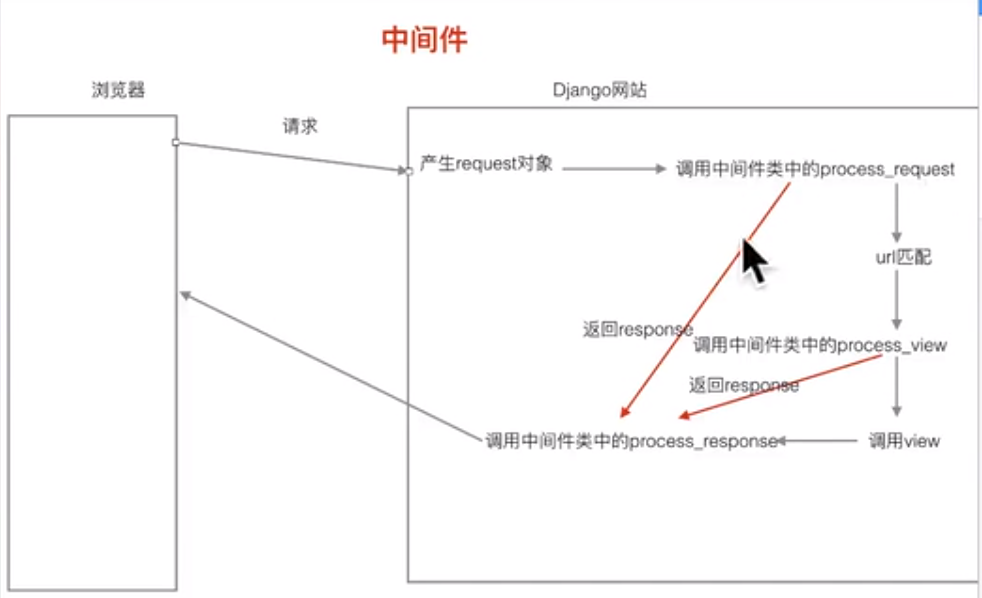 中间件
浏览器
Django网站
请求
产生request对象
调用中间件类中的process_request
url匹配
返回response
调用中间件类中的process_view
返回response
调用中间件类中的process_response
调用view